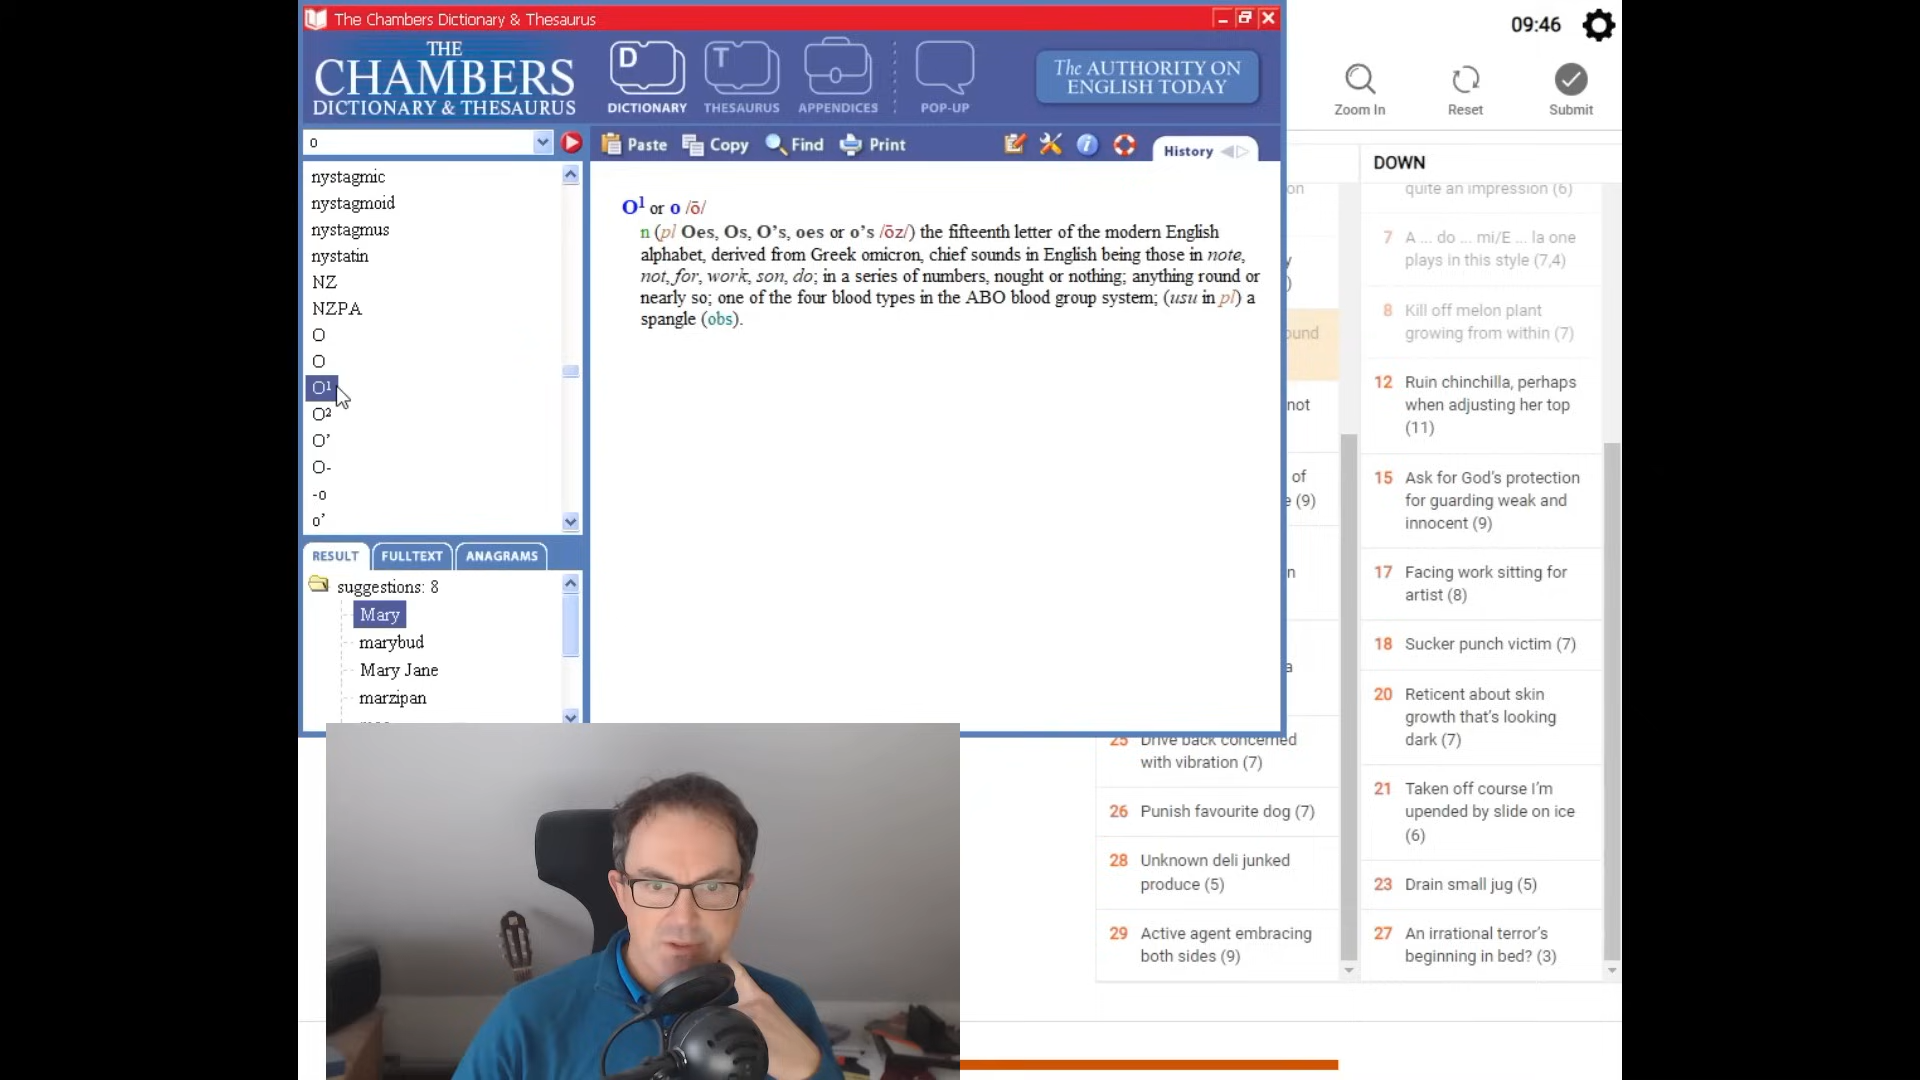 The Chambers Dictionary & Thesaurus
THE
CHAMBERS
DICTIONARY & THESAURUS
D
DICTIONARY
T
THESAURUS
APPENDICES
POP-UP
The AUTHORITY ON
ENGLISH TODAY
o
Paste
Copy
Find
Print
History
nystagmic
nystagmoid
nystagmus
nystatin
NZ
NZPA
O
O
O¹
O²
O’
O-
-o
o’
RESULT
FULLTEXT
ANAGRAMS
suggestions: 8
Mary
marybud
Mary Jane
marzipan
O¹ or o /ō/
n (pl Oes, Os, O’s, oes or o’s /ōz/) the fifteenth letter of the modern English
alphabet, derived from Greek omicron, chief sounds in English being those in note,
not, for, work, son, do; in a series of numbers, nought or nothing; anything round or
nearly so; one of the four blood types in the ABO blood group system; (usu in pl) a
spangle (obs).
09:46
Zoom In
Reset
Submit
on
)
und
not
of
e (9)
n
a
25 Drive back concerned
with vibration (7)
26 Punish favourite dog (7)
28 Unknown deli junked
produce (5)
29 Active agent embracing
both sides (9)
DOWN
quite an impression (6)
7 A ... do ... mi/E ... la one
plays in this style (7,4)
8 Kill off melon plant
growing from within (7)
12 Ruin chinchilla, perhaps
when adjusting her top
(11)
15 Ask for God’s protection
for guarding weak and
innocent (9)
17 Facing work sitting for
artist (8)
18 Sucker punch victim (7)
20 Reticent about skin
growth that’s looking
dark (7)
21 Taken off course I’m
upended by slide on ice
(6)
23 Drain small jug (5)
27 An irrational terror’s
beginning in bed? (3)